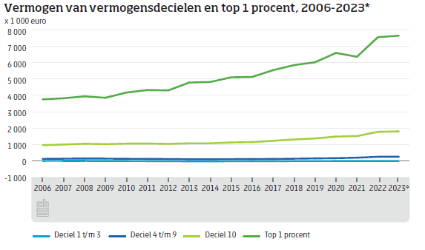 Vermogen van vermogensdecielen en top 1 procent, 2006-2023*
x 1 000 euro
8 000
7 000
6 000
5 000
4 000
3 000
2 000
1 000
0
-1 000
2006 2007 2008 2009 2010 2011 2012 2013 2014 2015 2016 2017 2018 2019 2020 2021 2022 2023*
Deciel 1 t/m 3 Deciel 4 t/m 9 Deciel 10 Top 1 procent